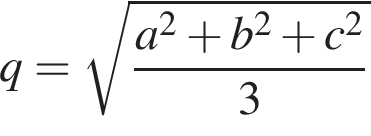 q = √((a² + b² + c²)/3)